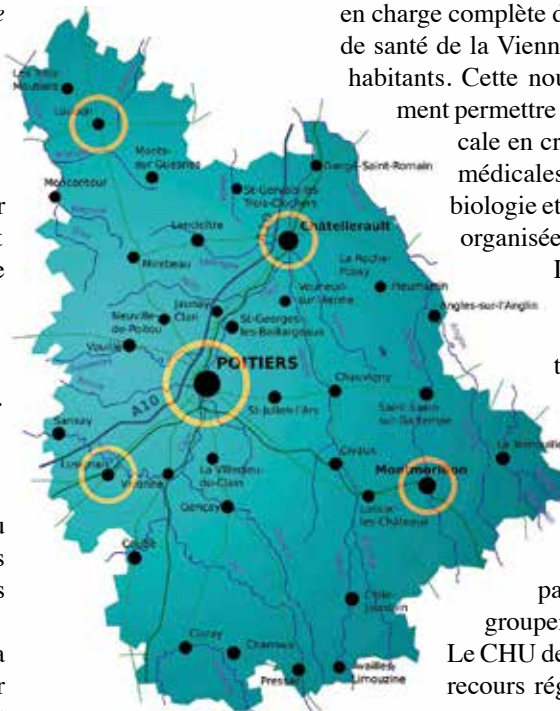 en charge complète d
de santé de la Vienn
habitants. Cette nou
ment permettre
cale en cr
médicales
biologie et
organisée
Les Trois-
Moutiers
Loudun
Monts-
sur Guesnes
Moncontour
Dangé-Saint-Romain
St-Gervais-les
Trois-Clochers
Lencloître
Châtellerault
Mirebeau
La Roche-
Posay
Pleumartin
Vouneuil-
sur-Vienne
Angles-sur-l'Anglin
Jaunay
Clan
Neuville-
de-Poitou
St-Georges-
les-Baillargeaux
Vouillé
POITIERS
A10
Chauvigny
St-Julien-l'Ars
Saint-Savin
sur-Gartempe
Sanxay
La Trimouille
Lusignan
Vivonne
La Villedieu-
du-Clain
Civaux
Montmorillon
Gençay
Lussac-
les-Châteaux
Couhé
L'Isle-
Jourdain
Civray
Charroux
Pressac
Availles-
Limouzine
pa
grouper
Le CHU de
recours rég